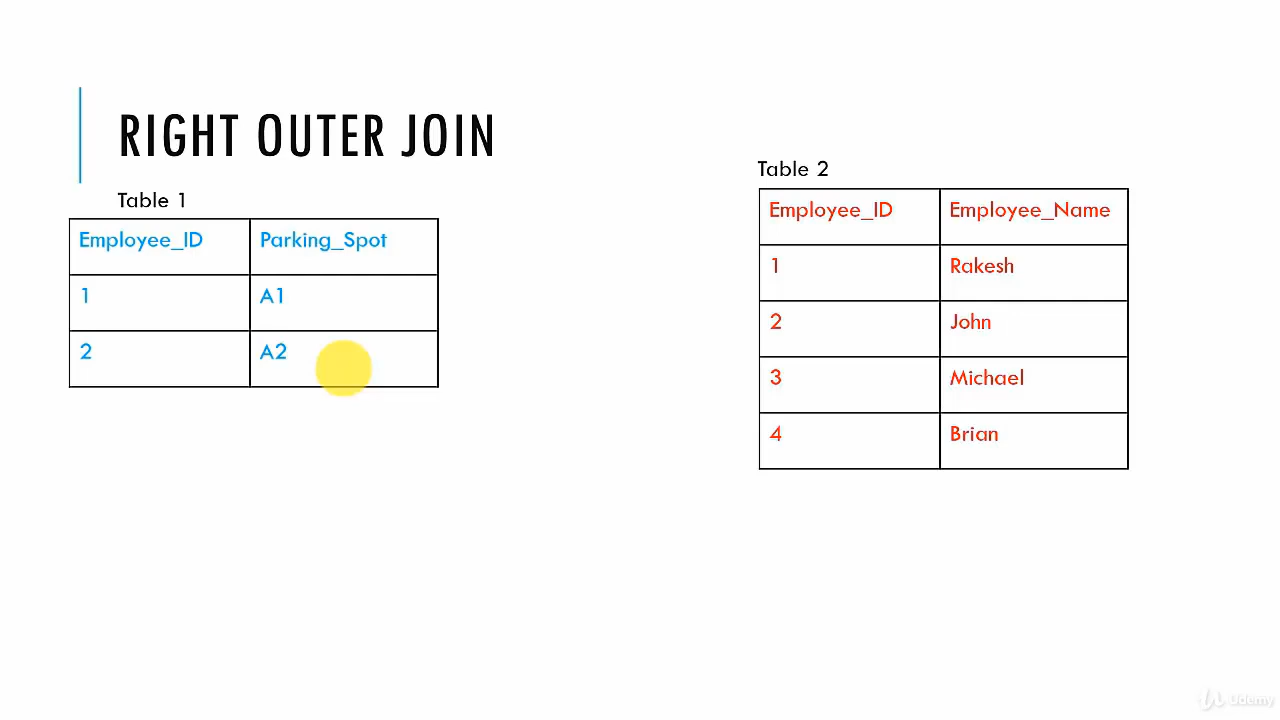 RIGHT OUTER JOIN
Table 1
Employee_ID Parking_Spot
1 A1
2 A2
Table 2
Employee_ID Employee_Name
1 Rakesh
2 John
3 Michael
4 Brian
Udemy